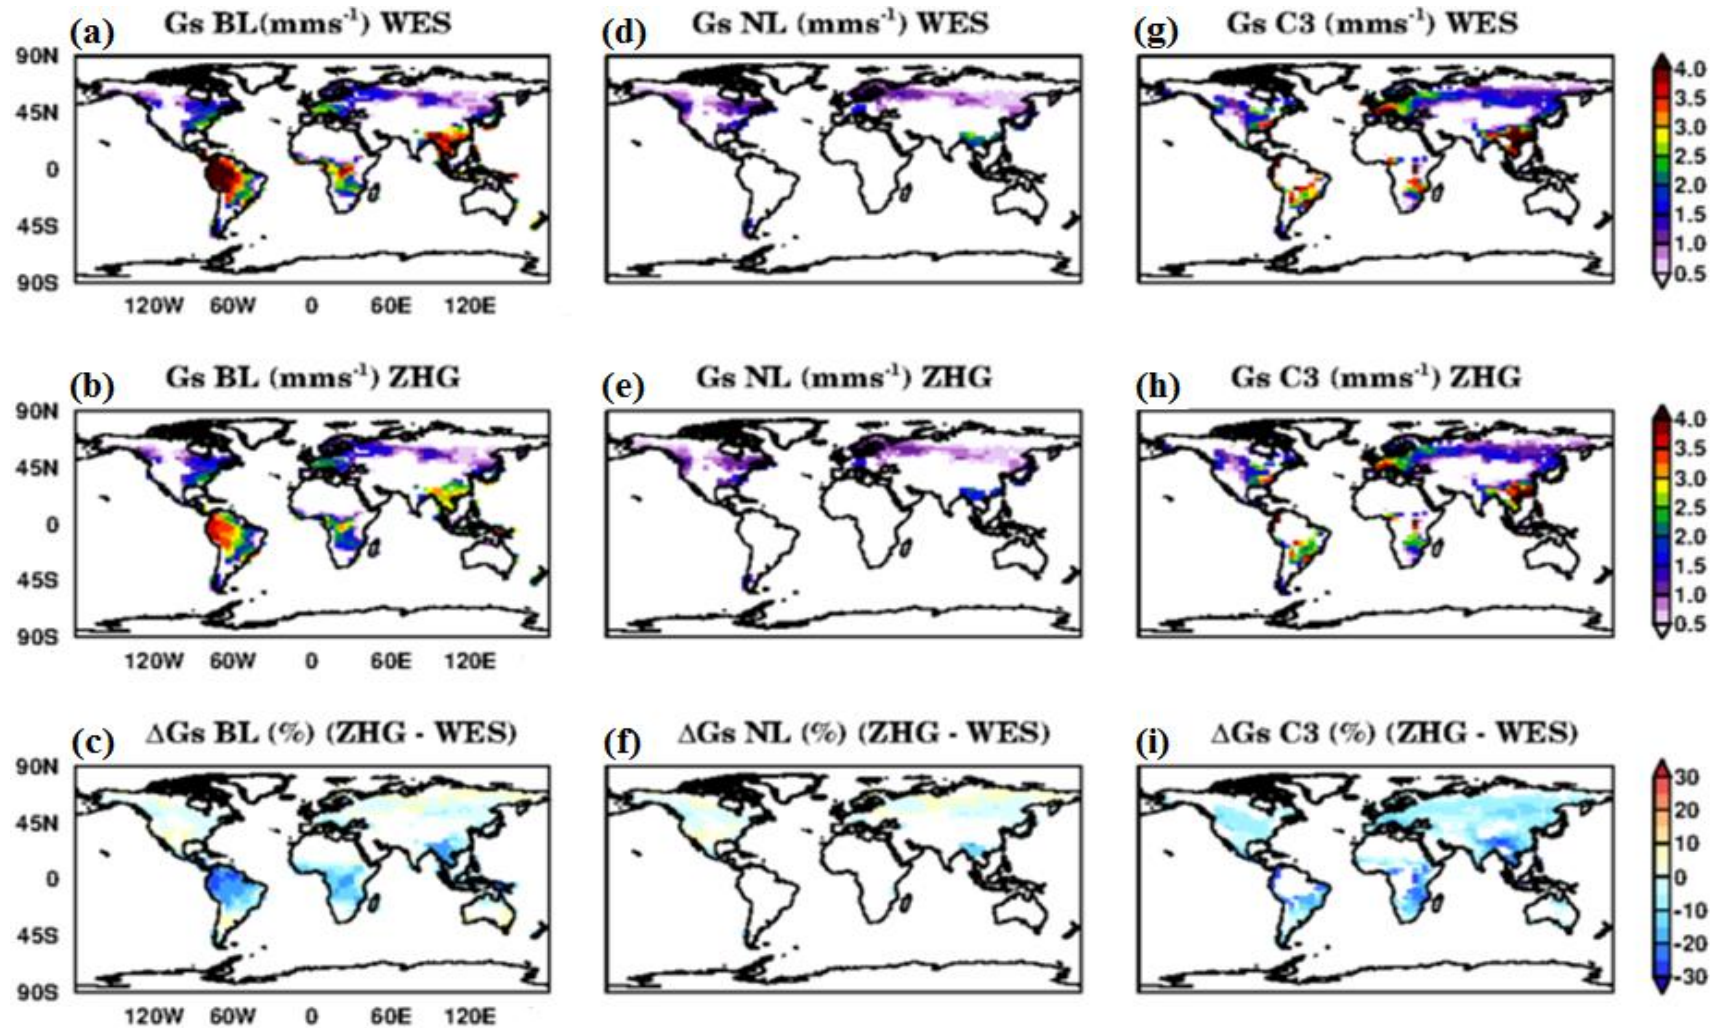 (a) Gs BL(mms⁻¹) WES
(d) Gs NL (mms⁻¹) WES
(g) Gs C3 (mms⁻¹) WES
90N
45N
0
45S
90S
120W 60W 0 60E 120E
4.0
3.5
3.0
2.5
2.0
1.5
1.0
0.5
(b) Gs BL (mms⁻¹) ZHG
(e) Gs NL (mms⁻¹) ZHG
(h) Gs C3 (mms⁻¹) ZHG
90N
45N
0
45S
90S
120W 60W 0 60E 120E
4.0
3.5
3.0
2.5
2.0
1.5
1.0
0.5
(c) ΔGs BL (%) (ZHG - WES)
(f) ΔGs NL (%) (ZHG - WES)
(i) ΔGs C3 (%) (ZHG - WES)
90N
45N
0
45S
90S
120W 60W 0 60E 120E
30
20
10
0
-10
-20
-30